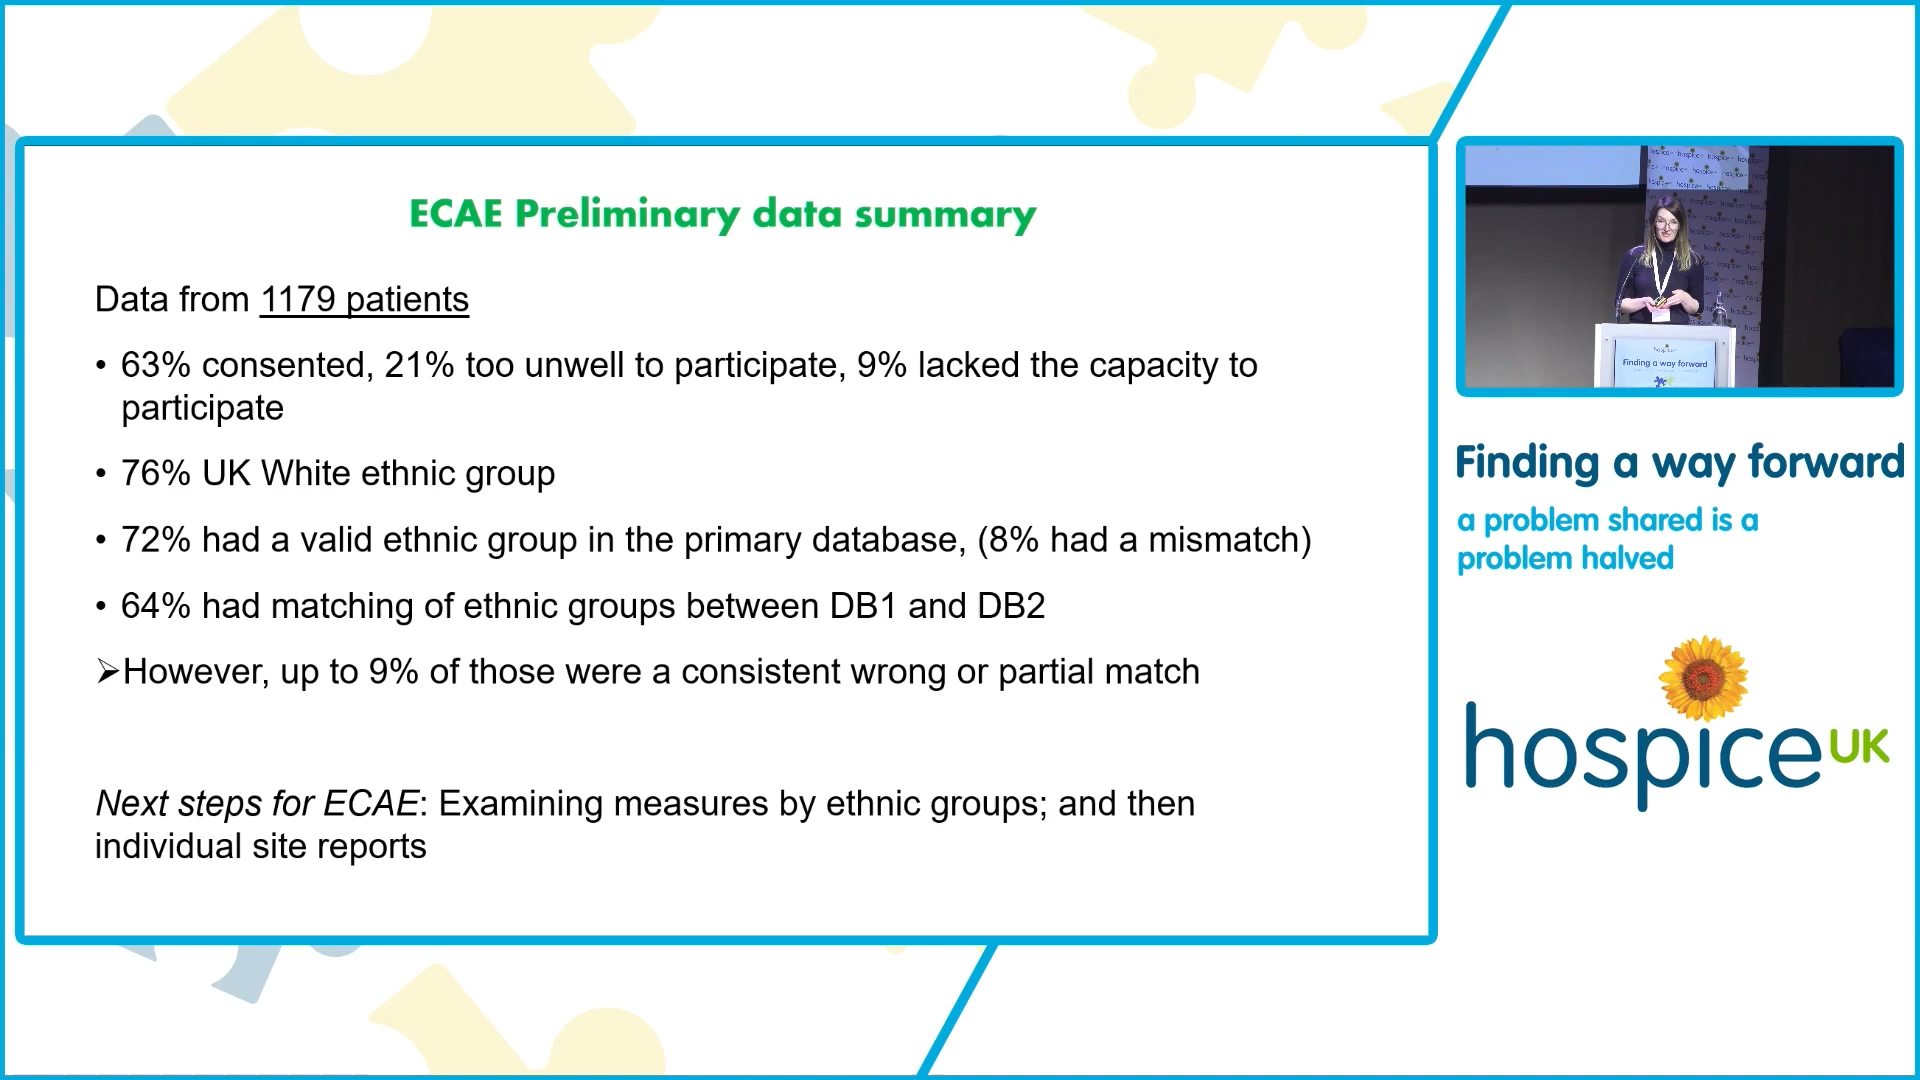 ECAE Preliminary data summary
Data from 1179 patients
• 63% consented, 21% too unwell to participate, 9% lacked the capacity to
participate
• 76% UK White ethnic group
• 72% had a valid ethnic group in the primary database, (8% had a mismatch)
• 64% had matching of ethnic groups between DB1 and DB2
➢However, up to 9% of those were a consistent wrong or partial match
Next steps for ECAE: Examining measures by ethnic groups; and then
individual site reports
hospice
Finding a way forward
Finding a way forward
a problem shared is a
problem halved
hospice UK